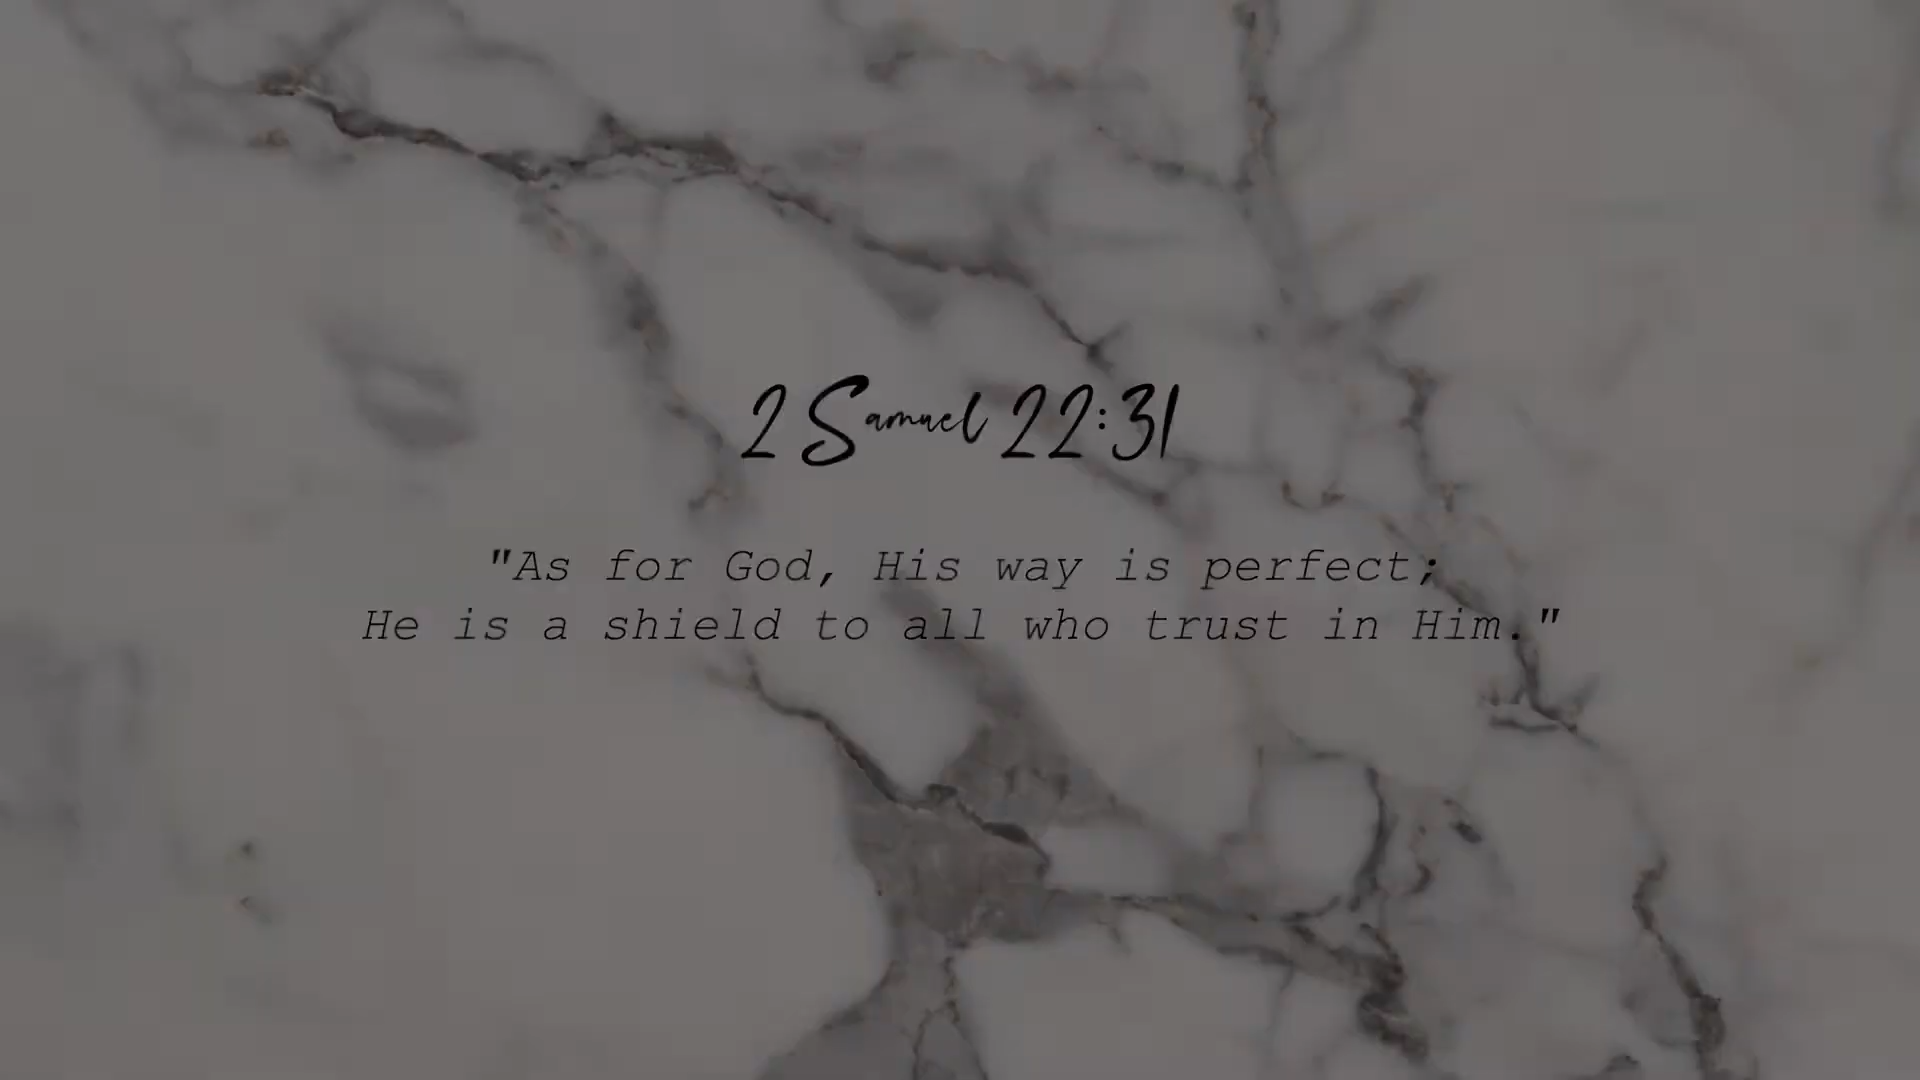 2 Samuel 22:31
"As for God, His way is perfect;
He is a shield to all who trust in Him."